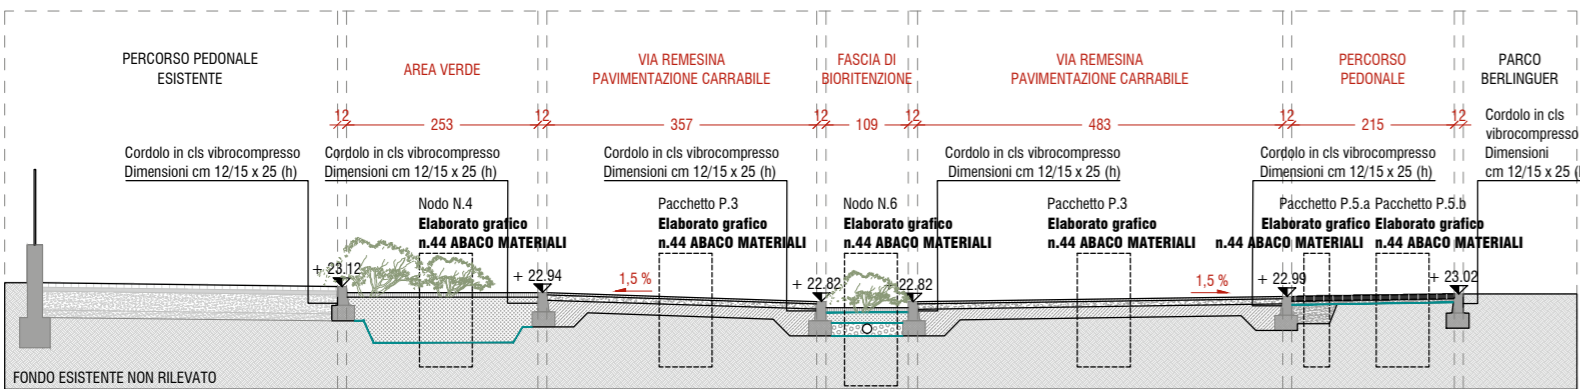 PERCORSO PEDONALE
ESISTENTE
AREA VERDE
VIA REMESINA
PAVIMENTAZIONE CARRABILE
FASCIA DI
BIORITENZIONE
VIA REMESINA
PAVIMENTAZIONE CARRABILE
PERCORSO
PEDONALE
PARCO
BERLINGUER
12
253
12
357
12
109
12
483
12
215
12
Cordolo in cls vibrocompresso
Dimensioni cm 12/15 x 25 (h)
Cordolo in cls vibrocompresso
Dimensioni cm 12/15 x 25 (h)
Cordolo in cls vibrocompresso
Dimensioni cm 12/15 x 25 (h)
Cordolo in cls vibrocompresso
Dimensioni cm 12/15 x 25 (h)
Cordolo in cls vibrocompresso
Dimensioni cm 12/15 x 25 (h)
Cordolo in cls
vibrocompresso
Dimensioni
cm 12/15 x 25 (
Nodo N.4
Elaborato grafico
n.44 ABACO MATERIALI
Pacchetto P.3
Elaborato grafico
n.44 ABACO MATERIALI
Nodo N.6
Elaborato grafico
n.44 ABACO MATERIALI
Pacchetto P.3
Elaborato grafico
n.44 ABACO MATERIALI
Pacchetto P.5.a
Elaborato grafico
n.44 ABACO MATERIALI
Pacchetto P.5.b
Elaborato grafico
n.44 ABACO MATERIALI
+ 23.12
+ 22.94
1,5 %
+ 22.82
+ 22.82
1,5 %
+ 22.99
+ 23.02
FONDO ESISTENTE NON RILEVATO